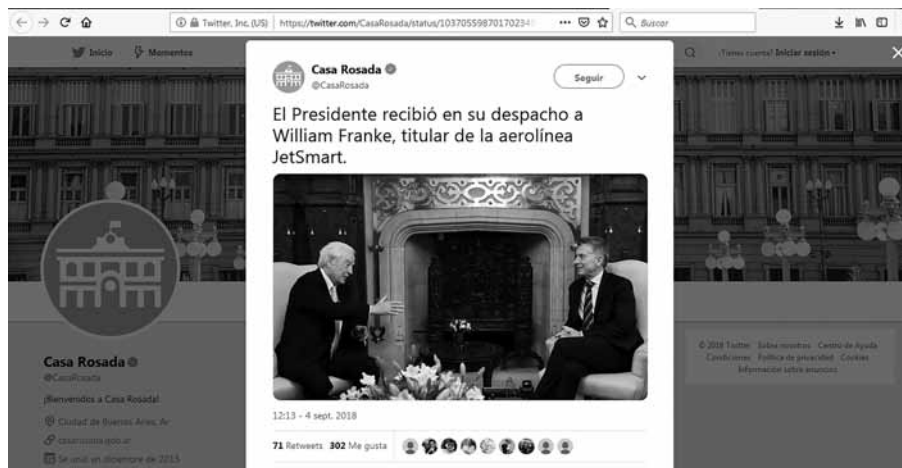 Twitter, Inc. (US) https://twitter.com/CasaRosada/status/103705598701702349
Buscar
Inicio
Momentos
¿Tienes cuenta? Iniciar sesión
Casa Rosada
@CasaRosada
Seguir
El Presidente recibió en su despacho a
William Franke, titular de la aerolínea
JetSmart.
12:13 - 4 sept. 2018
71 Retweets 302 Me gusta
Casa Rosada
@CasaRosada
¡Bienvenidos a Casa Rosada!
Ciudad de Buenos Aires, Ar
casarosada.gob.ar
Se unió en diciembre de 2015
© 2018 Twitter Sobre nosotros Centro de Ayuda
Condiciones Política de privacidad Cookies
Información sobre anuncios